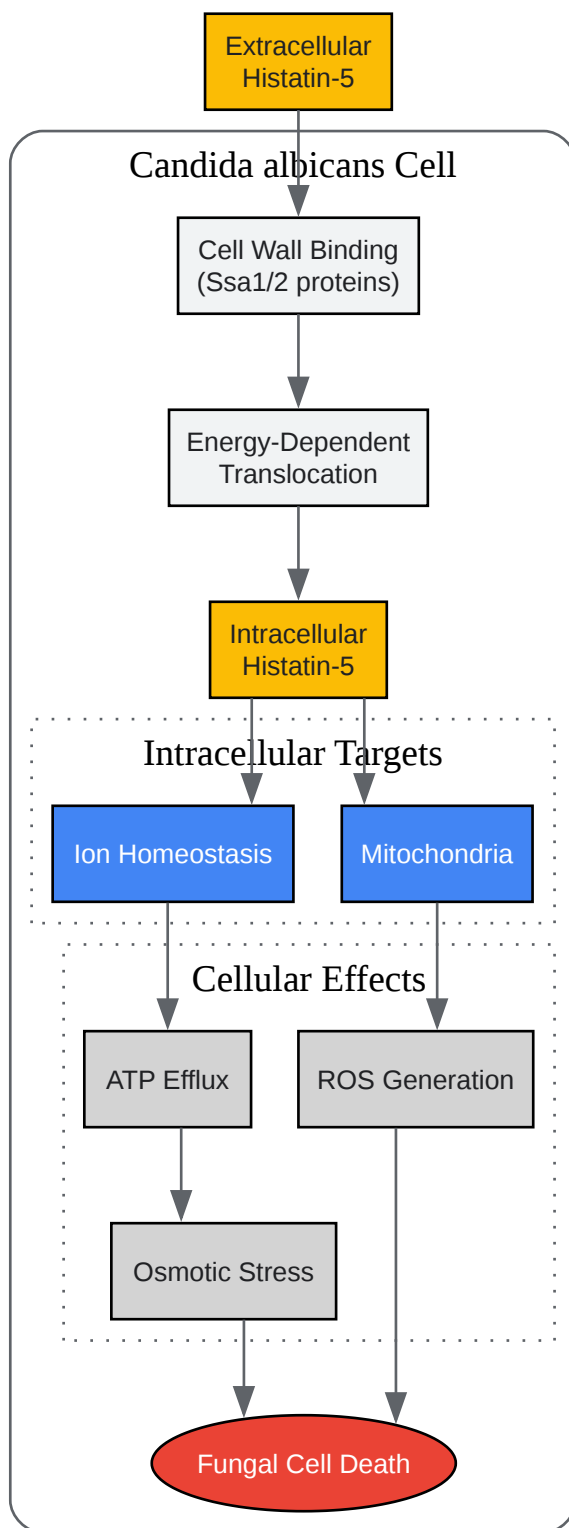 Extracellular
Histatin-5
Candida albicans Cell
Cell Wall Binding
(Ssa1/2 proteins)
Energy-Dependent
Translocation
Intracellular
Histatin-5
Intracellular Targets
Ion Homeostasis
Mitochondria
Cellular Effects
ATP Efflux
ROS Generation
Osmotic Stress
Fungal Cell Death